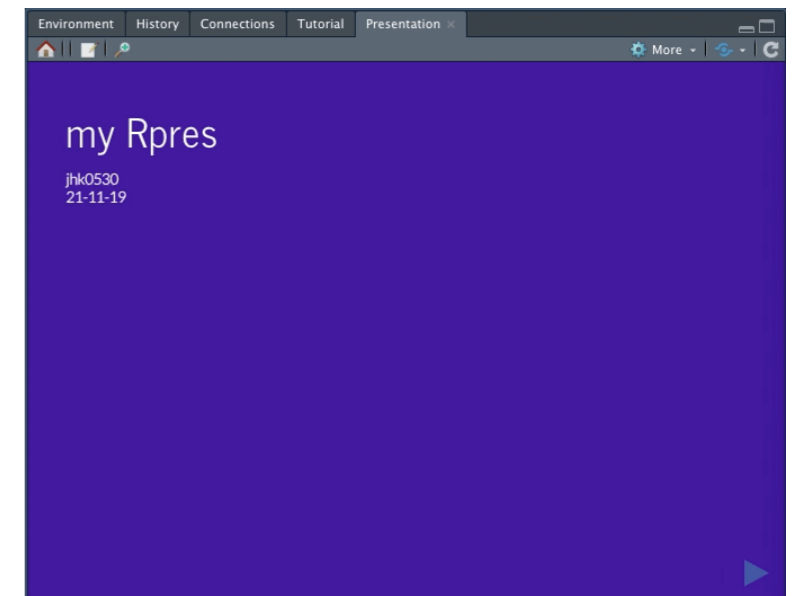 Environment History Connections Tutorial Presentation
More
my Rpres
jhk0530
21-11-19